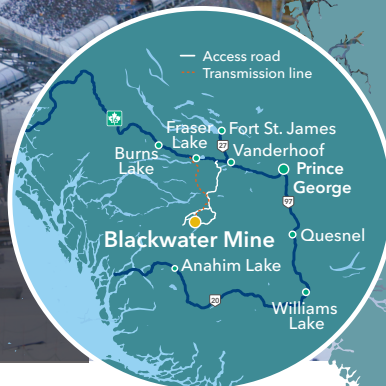 Access road
Transmission line
16
Fraser
Lake
Fort St. James
27
Vanderhoof
Burns
Lake
Prince
George
97
Blackwater Mine
Quesnel
Anahim Lake
20
Williams
Lake